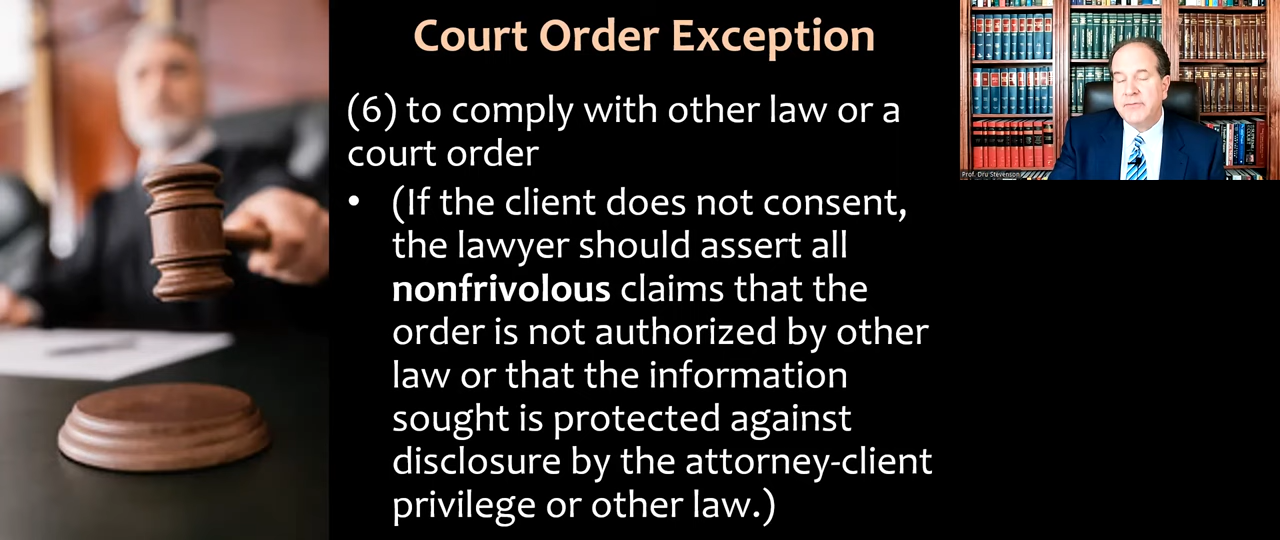 Court Order Exception
(6) to comply with other law or a
court order
• (If the client does not consent,
the lawyer should assert all
nonfrivolous claims that the
order is not authorized by other
law or that the information
sought is protected against
disclosure by the attorney-client
privilege or other law.)
Prof. Dru Stevenson